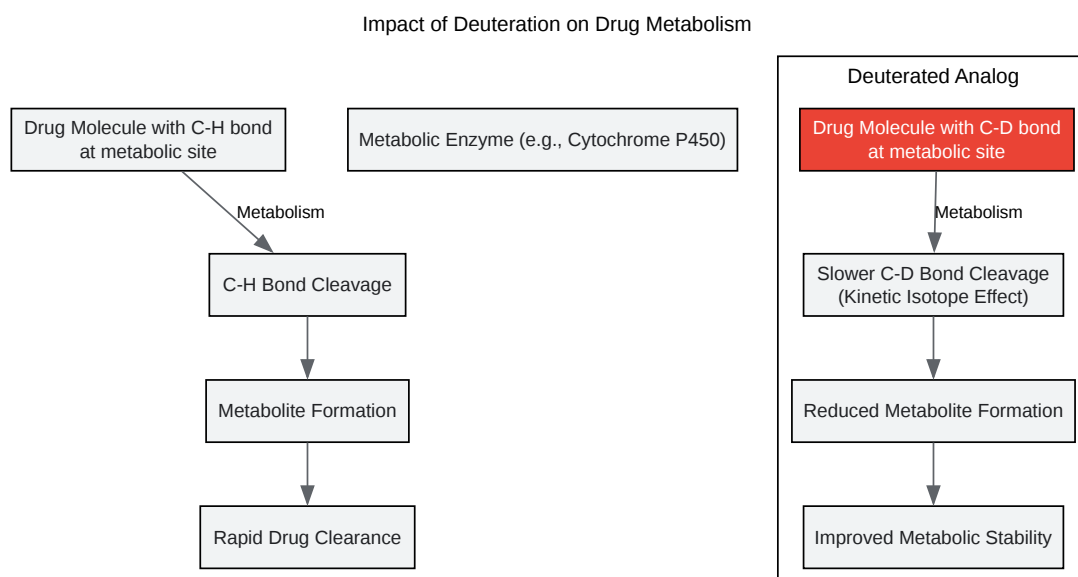 Impact of Deuteration on Drug Metabolism
Drug Molecule with C-H bond
at metabolic site
Metabolism
C-H Bond Cleavage
Metabolite Formation
Rapid Drug Clearance
Metabolic Enzyme (e.g., Cytochrome P450)
Deuterated Analog
Drug Molecule with C-D bond
at metabolic site
Metabolism
Slower C-D Bond Cleavage
(Kinetic Isotope Effect)
Reduced Metabolite Formation
Improved Metabolic Stability